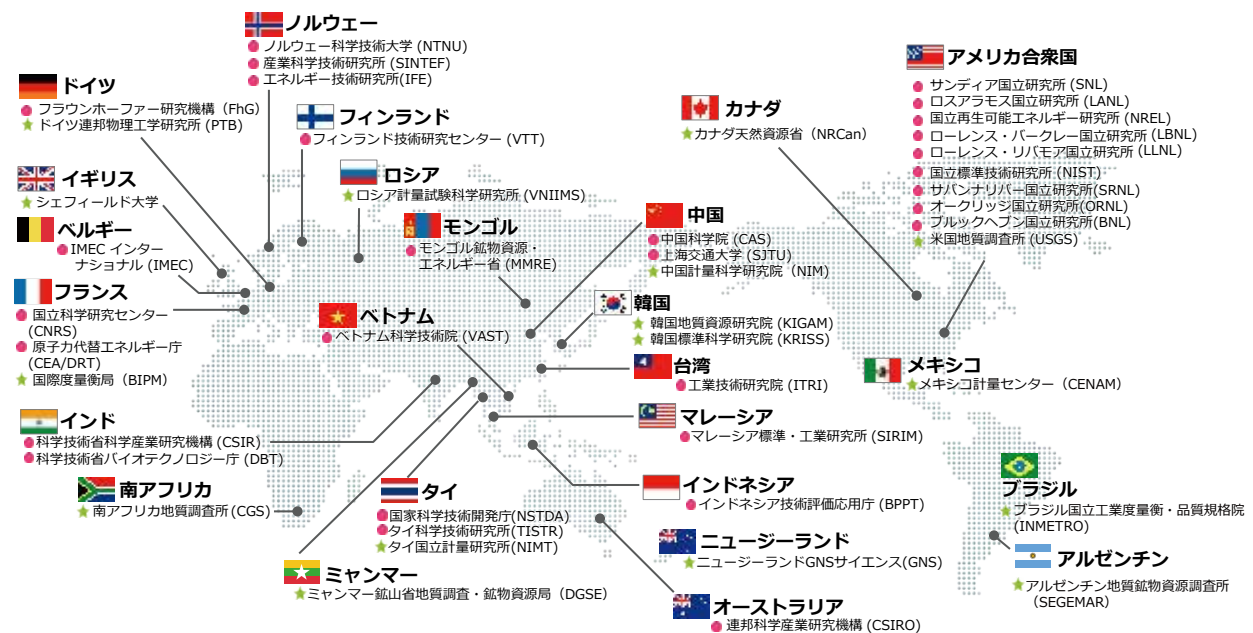 ノルウェー
ノルウェー科学技術大学 (NTNU)
産業科学技術研究所 (SINTEF)
エネルギー技術研究所(IFE)
ドイツ
フラウンホーファー研究機構（FhG）
ドイツ連邦物理工学研究所 (PTB)
フィンランド
フィンランド技術研究センター (VTT)
イギリス
シェフィールド大学
ロシア
ロシア計量試験科学研究所 (VNIIMS)
ベルギー
IMEC インター
ナショナル (IMEC)
モンゴル
モンゴル鉱物資源・
エネルギー省 (MMRE)
フランス
国立科学研究センター
(CNRS)
原子力代替エネルギー庁
(CEA/DRT)
国際度量衡局（BIPM）
ベトナム
ベトナム科学技術院 (VAST)
中国
中国科学院 (CAS)
上海交通大学 (SJTU)
中国計量科学研究院（NIM）
韓国
韓国地質資源研究院 (KIGAM)
韓国標準科学研究院 (KRISS)
台湾
工業技術研究院 (ITRI)
カナダ
カナダ天然資源省（NRCan）
アメリカ合衆国
サンディア国立研究所 (SNL)
ロスアラモス国立研究所 (LANL)
国立再生可能エネルギー研究所 (NREL)
ローレンス・バークレー国立研究所 (LBNL)
ローレンス・リバモア国立研究所 (LLNL)
国立標準技術研究所 (NIST)
サバンナリバー国立研究所(SRNL)
オークリッジ国立研究所(ORNL)
ブルックヘブン国立研究所(BNL)
米国地質調査所 (USGS)
メキシコ
メキシコ計量センター（CENAM）
インド
科学技術省科学産業研究機構 (CSIR)
科学技術省バイオテクノロジー庁 (DBT)
マレーシア
マレーシア標準・工業研究所 (SIRIM)
南アフリカ
南アフリカ地質調査所 (CGS)
タイ
国家科学技術開発庁(NSTDA)
タイ科学技術研究所(TISTR)
タイ国立計量研究所(NIMT)
インドネシア
インドネシア技術評価応用庁 (BPPT)
ブラジル
ブラジル国立工業度量衡・品質規格院
(INMETRO)
ニュージーランド
ニュージーランドGNSサイエンス(GNS)
アルゼンチン
アルゼンチン地質鉱物資源調査所
(SEGEMAR)
ミャンマー
ミャンマー鉱山省地質調査・鉱物資源局（DGSE）
オーストラリア
連邦科学産業研究機構 (CSIRO)